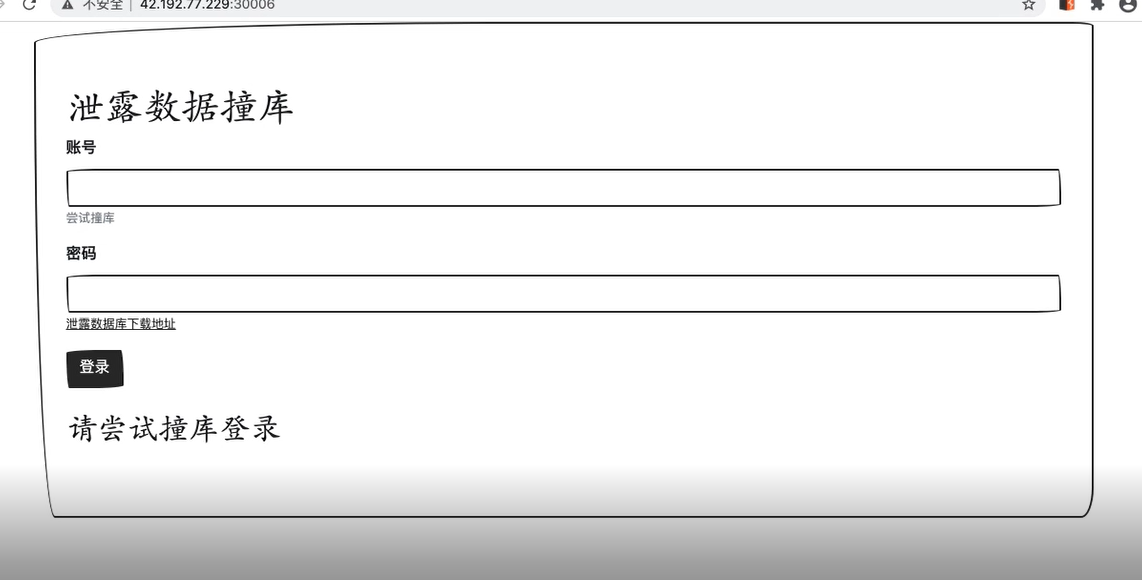 不安全 | 42.192.77.229:30006
泄露数据撞库
账号
尝试撞库
密码
泄露数据库下载地址
登录
请尝试撞库登录